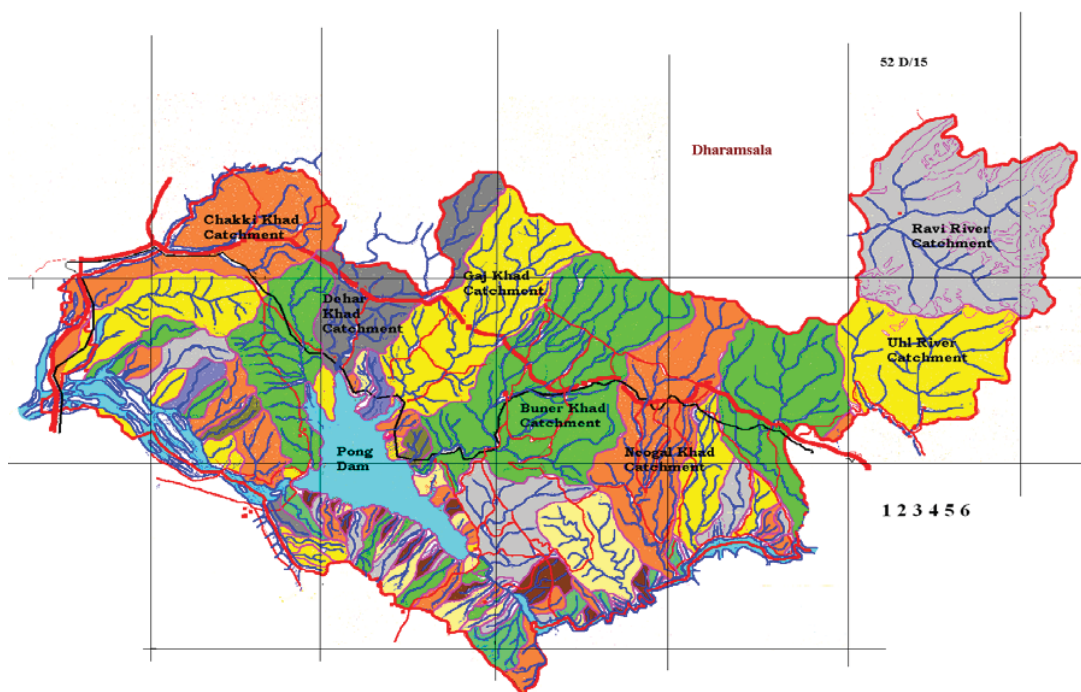 52 D/15
Dharamsala
Chakki Khad
Catchment
Ravi River
Catchment
Gaj Khad
Catchment
Dehar
Khad
Catchment
Uhl River
Catchment
Buner Khad
Catchment
Neogal Khad
Catchment
Pong
Dam
1 2 3 4 5 6